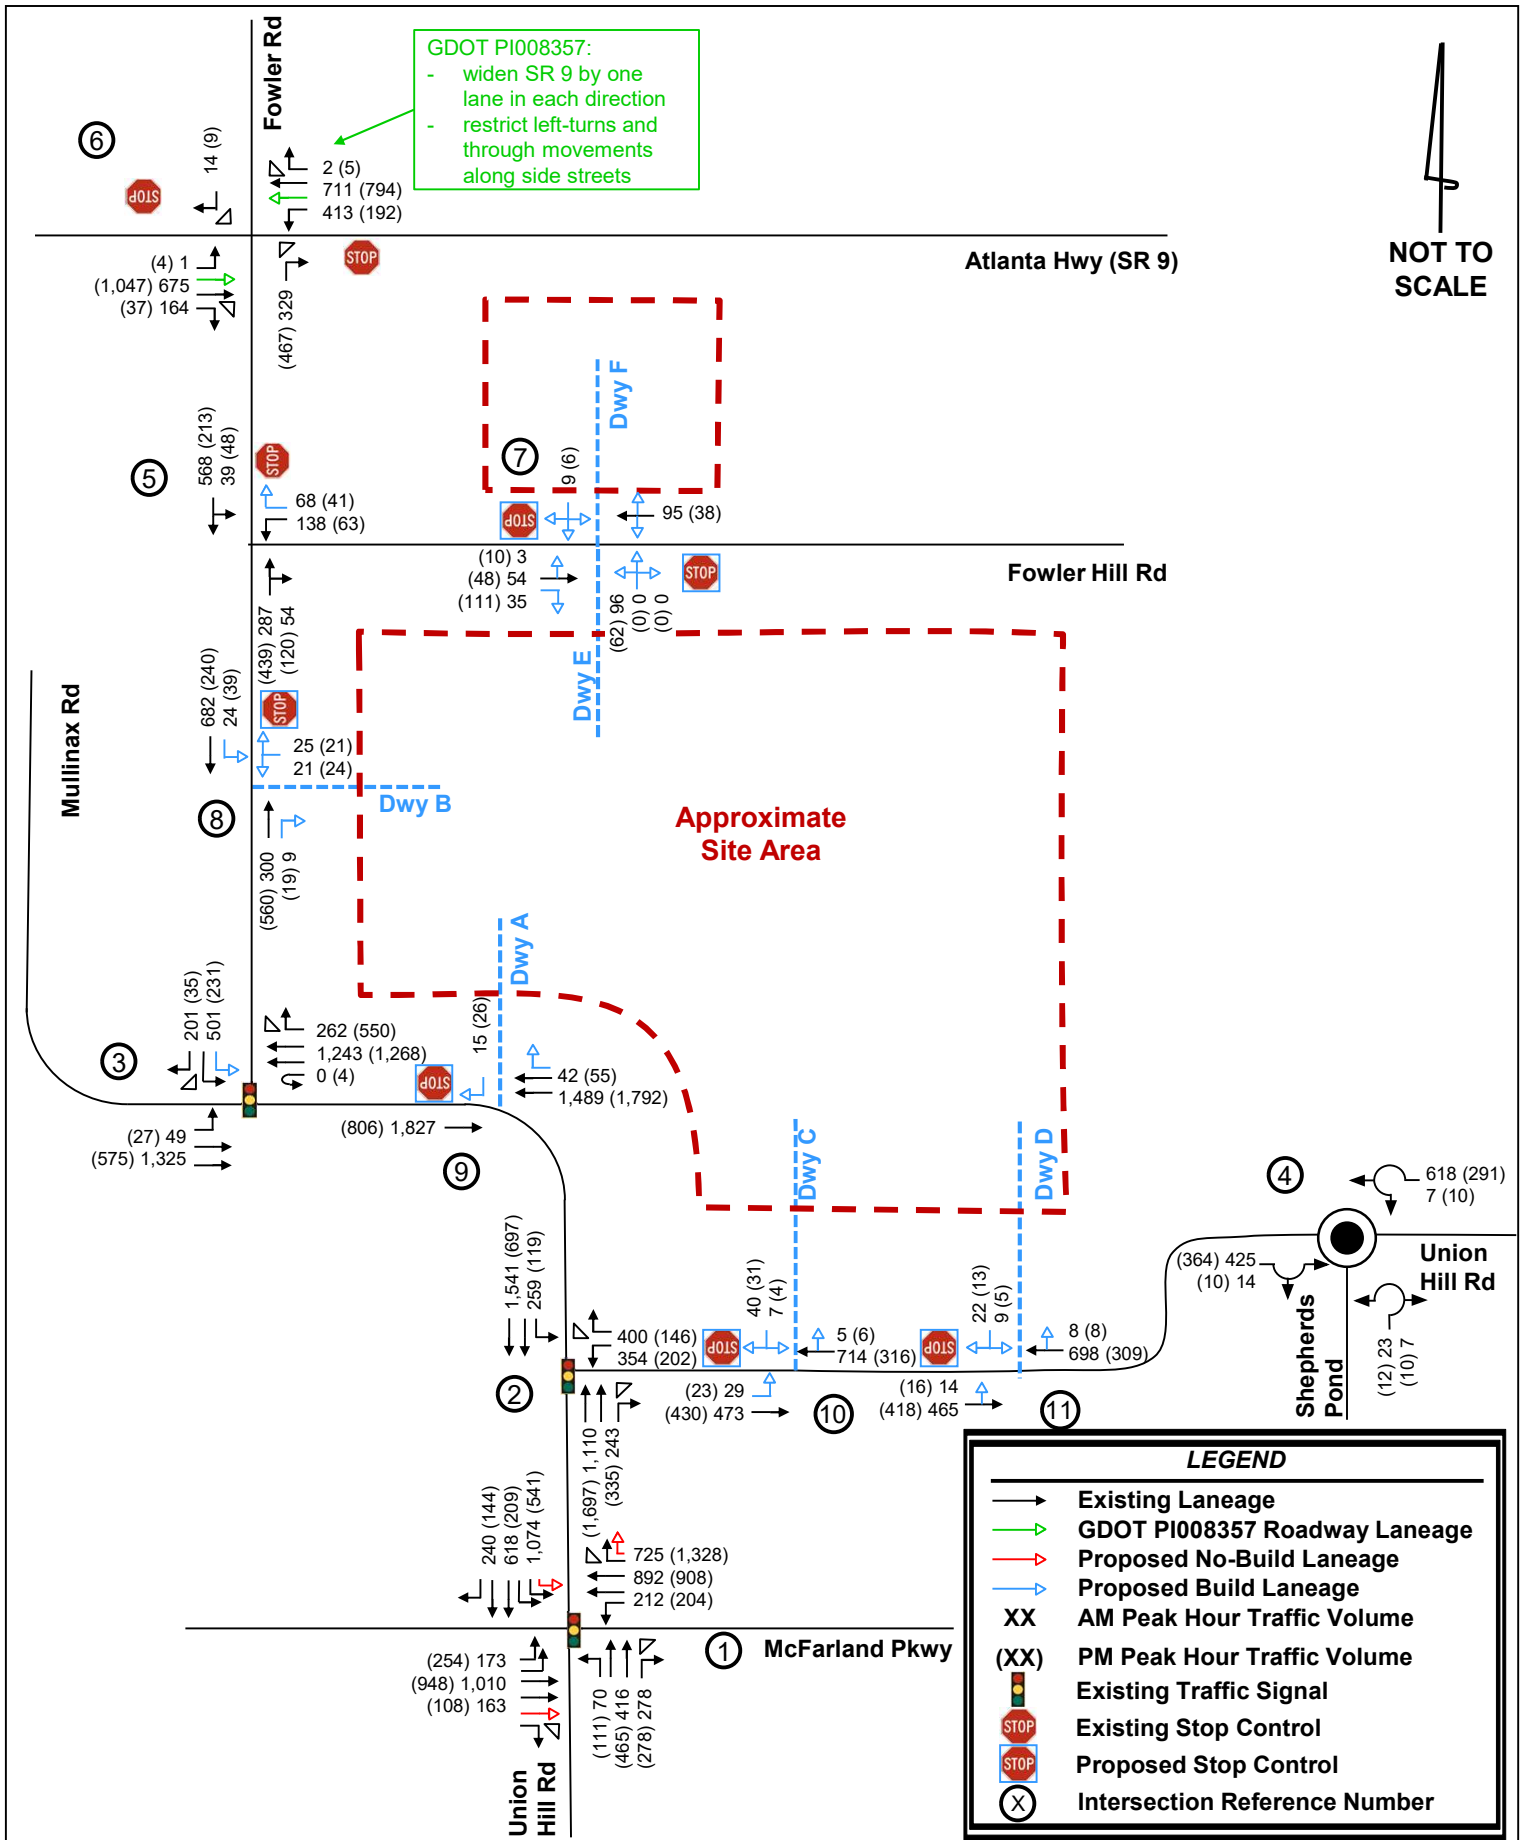 Fowler Rd
GDOT PI008357:
- widen SR 9 by one
lane in each direction
- restrict left-turns and
through movements
along side streets
6
STOP
14 (9)
2 (5)
711 (794)
413 (192)
NOT TO
SCALE
Atlanta Hwy (SR 9)
STOP
(4) 1
(1,047) 675
(37) 164
(467) 329
Dwy F
5
568 (213)
39 (48)
STOP
68 (41)
138 (63)
7
9 (6)
STOP
95 (38)
(10) 3
(48) 54
(111) 35
STOP
(62) 96
(0) 0
(0) 0
Fowler Hill Rd
(439) 287
(120) 54
Dwy E
Mullinax Rd
682 (240)
24 (39)
STOP
25 (21)
21 (24)
Dwy B
8
Approximate
Site Area
(560) 300
(19) 9
Dwy A
201 (35)
501 (231)
3
262 (550)
1,243 (1,268)
0 (4)
15 (26)
STOP
42 (55)
1,489 (1,792)
(27) 49
(575) 1,325
(806) 1,827
9
Dwy C
Dwy D
4
618 (291)
7 (10)
Union
Hill Rd
(364) 425
(10) 14
Shepherds
Pond
(12) 23
(10) 7
1,541 (697)
259 (119)
400 (146)
354 (202)
2
40 (31)
7 (4)
STOP
5 (6)
714 (316)
22 (13)
9 (5)
STOP
8 (8)
698 (309)
(23) 29
(430) 473
10
(16) 14
(418) 465
11
(1,697) 1,110
(335) 243
240 (144)
618 (209)
1,074 (541)
725 (1,328)
892 (908)
212 (204)
1
McFarland Pkwy
(254) 173
(948) 1,010
(108) 163
(111) 70
(465) 416
(278) 278
Union
Hill Rd
LEGEND
Existing Laneage
GDOT PI008357 Roadway Laneage
Proposed No-Build Laneage
Proposed Build Laneage
XX AM Peak Hour Traffic Volume
(XX) PM Peak Hour Traffic Volume
Existing Traffic Signal
STOP Existing Stop Control
STOP Proposed Stop Control
X Intersection Reference Number